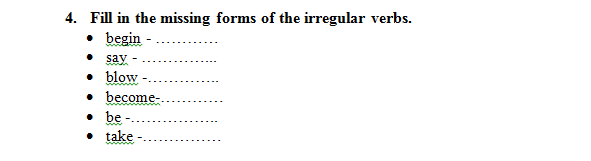 4. Fill in the missing forms of the irregular verbs.
• begin - …………
• say - ……………
• blow -……………
• become-…………
• be -………………
• take -……………